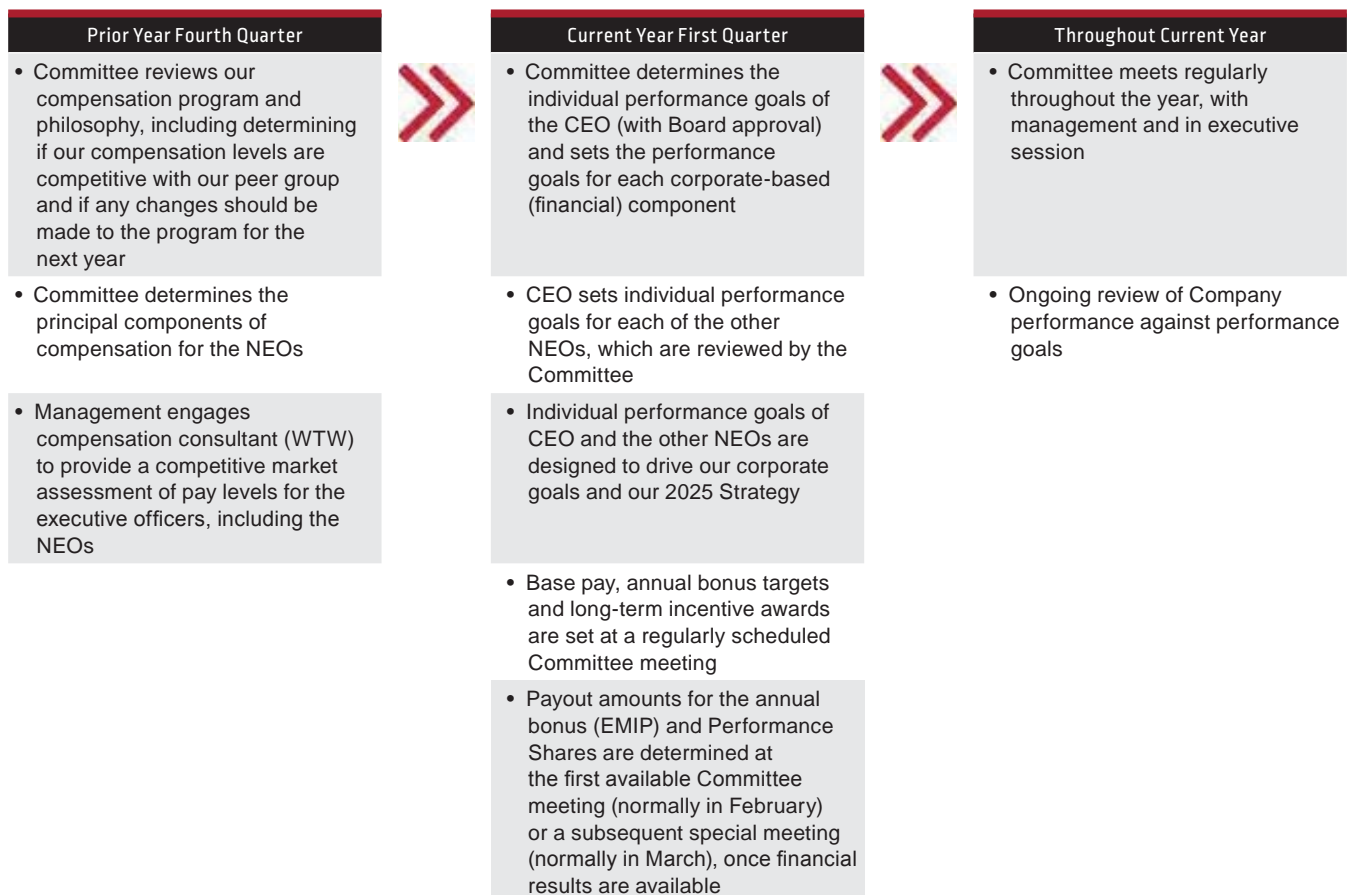 Prior Year Fourth Quarter
• Committee reviews our
compensation program and
philosophy, including determining
if our compensation levels are
competitive with our peer group
and if any changes should be
made to the program for the
next year
• Committee determines the
principal components of
compensation for the NEOs
• Management engages
compensation consultant (WTW)
to provide a competitive market
assessment of pay levels for the
executive officers, including the
NEOs
Current Year First Quarter
• Committee determines the
individual performance goals of
the CEO (with Board approval)
and sets the performance
goals for each corporate-based
(financial) component
• CEO sets individual performance
goals for each of the other
NEOs, which are reviewed by the
Committee
• Individual performance goals of
CEO and the other NEOs are
designed to drive our corporate
goals and our 2025 Strategy
• Base pay, annual bonus targets
and long-term incentive awards
are set at a regularly scheduled
Committee meeting
• Payout amounts for the annual
bonus (EMIP) and Performance
Shares are determined at
the first available Committee
meeting (normally in February)
or a subsequent special meeting
(normally in March), once financial
results are available
Throughout Current Year
• Committee meets regularly
throughout the year, with
management and in executive
session
• Ongoing review of Company
performance against performance
goals